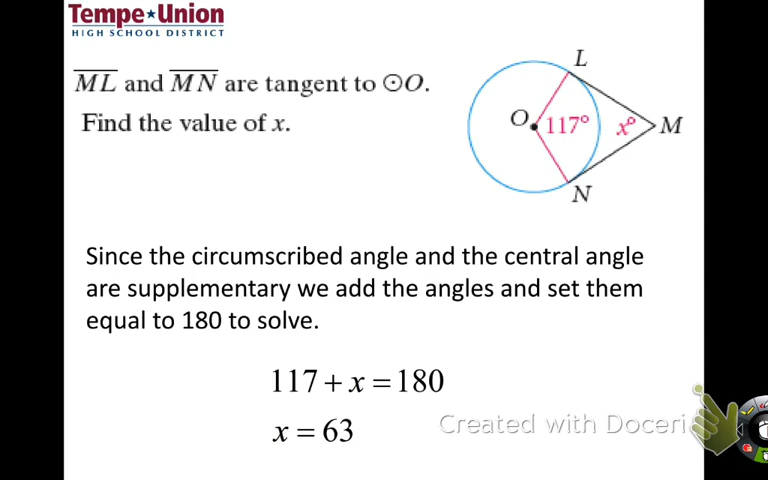 Tempe★Union
HIGH SCHOOL DISTRICT
ML and MN are tangent to ⊙O.
Find the value of x.
L
O
117°
x°
M
N
Since the circumscribed angle and the central angle
are supplementary we add the angles and set them
equal to 180 to solve.
117 + x = 180
x = 63
Created with Doceri